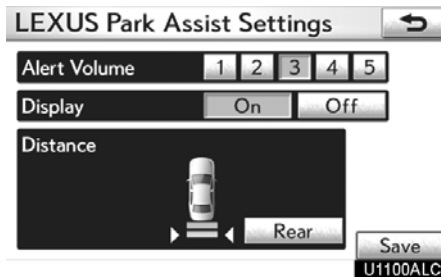 LEXUS Park Assist Settings
Alert Volume 1 2 3 4 5
Display On Off
Distance
Rear
Save
U1100ALC